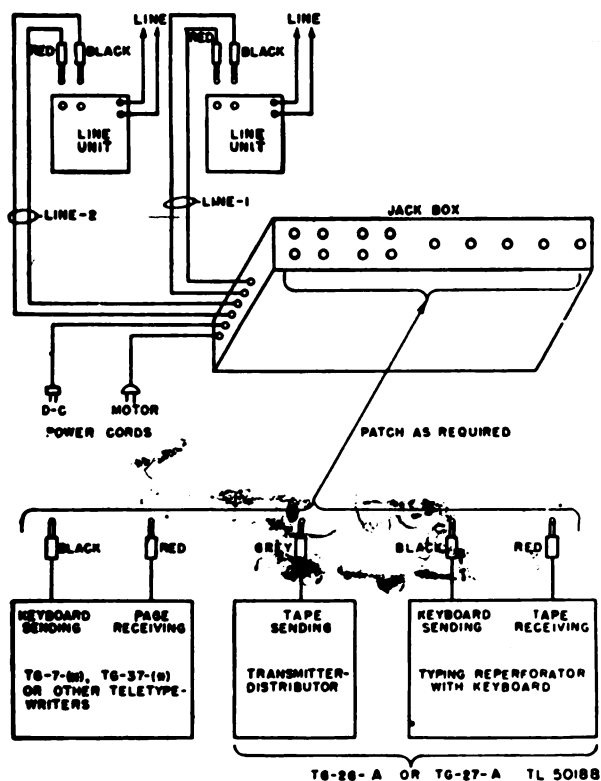 LINE
LINE
RED
BLACK
RED
BLACK
LINE
UNIT
LINE
UNIT
LINE-2
LINE-1
JACK BOX
D-C
MOTOR
POWER CORDS
PATCH AS REQUIRED
BLACK
RED
GREY
BLACK
RED
KEYBOARD
SENDING
PAGE
RECEIVING
TAPE
SENDING
KEYBOARD
SENDING
TAPE
RECEIVING
TG-7-(*), TG-37-(*)
OR OTHER TELETYPE-
WRITERS
TRANSMITTER-
DISTRIBUTOR
TYPING REPERFORATOR
WITH KEYBOARD
TG-26-A OR TG-27-A
TL 50188